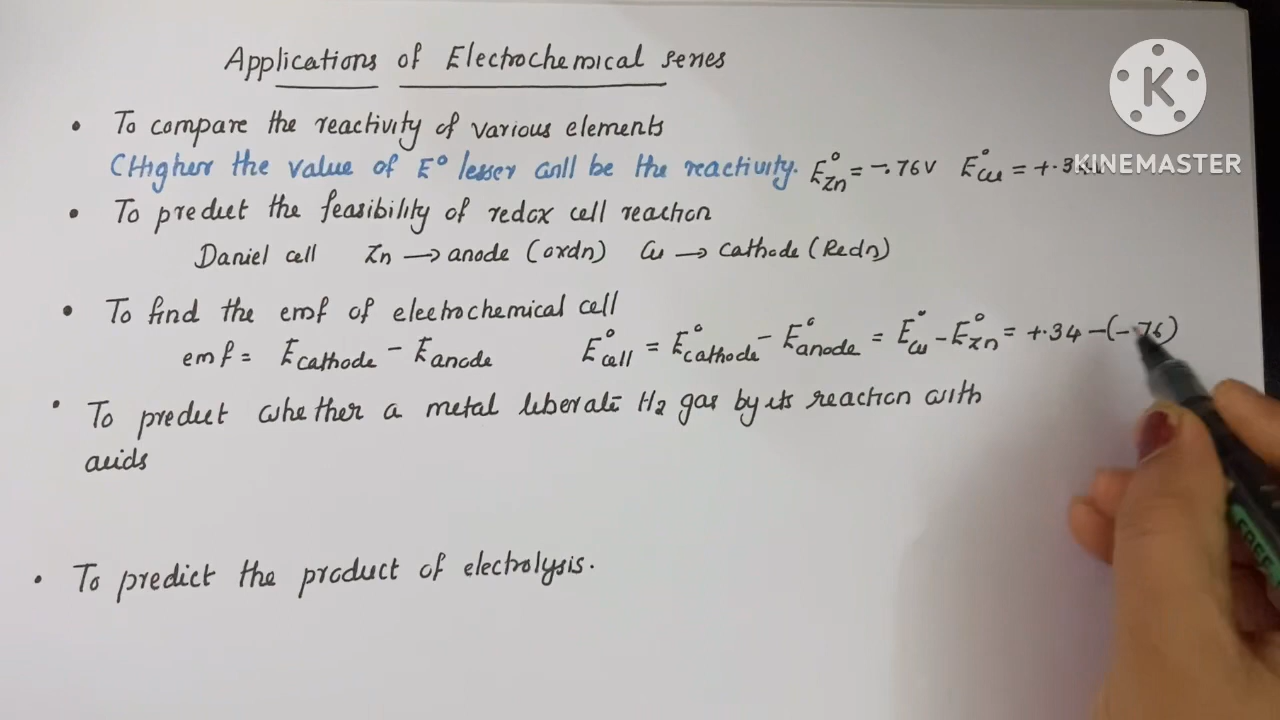 Applications of Electrochemical series
• To compare the reactivity of various elements
(Higher the value of E° lesser will be the reactivity. E°Zn = -.76V E°Cu = +.3
KINEMASTER
• To predict the feasibility of redox cell reaction
Daniel cell Zn → anode (oxdn) Cu → cathode (Redn)
• To find the emf of electrochemical cell
emf = Ecathode - Eanode E°cell = E°cathode - E°anode = E°Cu - E°Zn = +.34 - (-.76)
• To predict whether a metal liberate H2 gas by its reaction with
acids
• To predict the product of electrolysis.